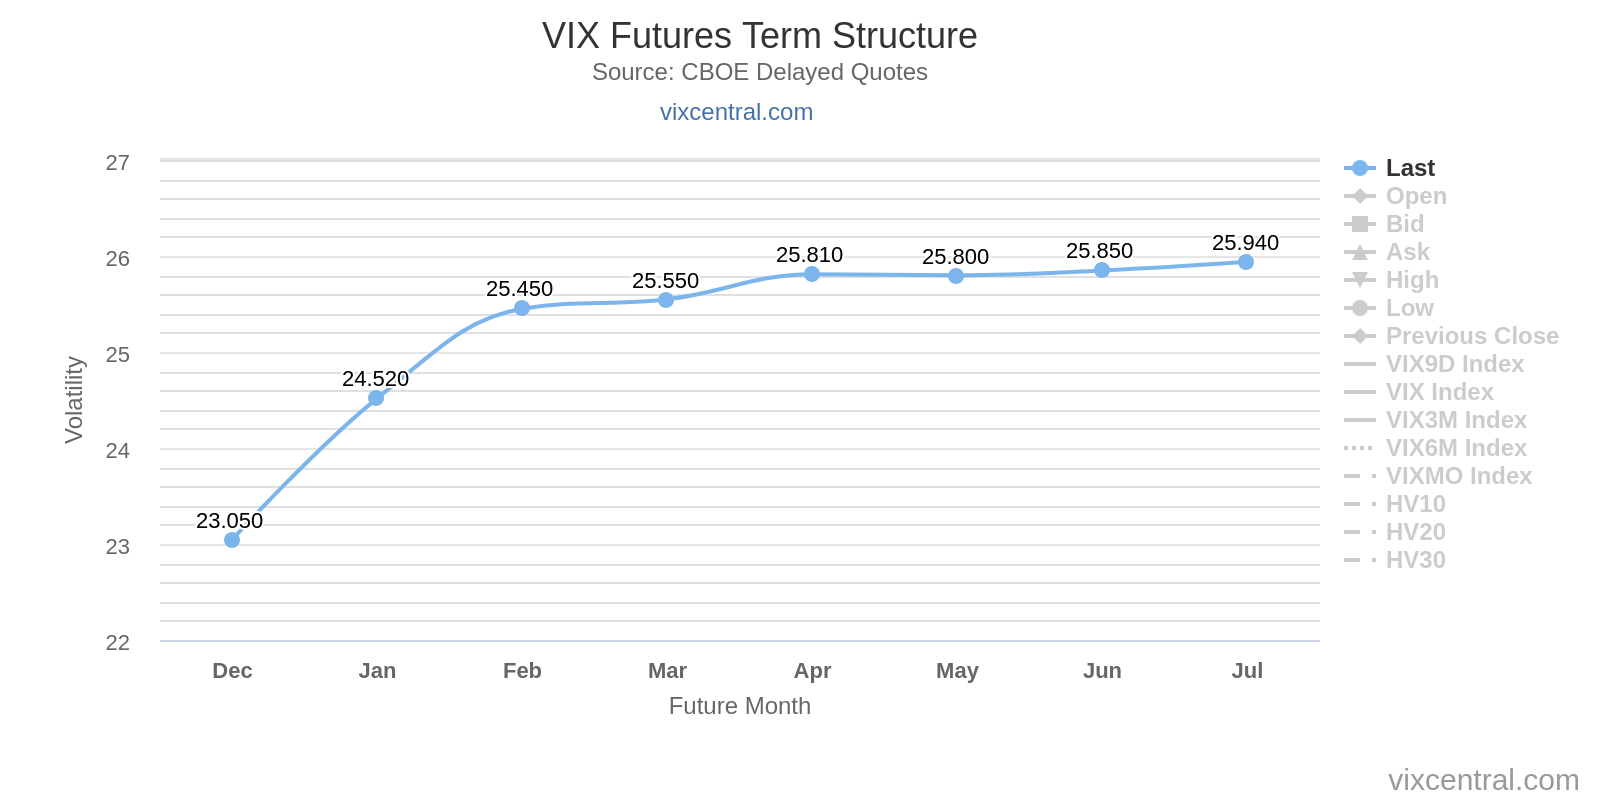 VIX Futures Term Structure
Source: CBOE Delayed Quotes
vixcentral.com
27
26
25
24
23
22
Volatility
23.050
24.520
25.450
25.550
25.810
25.800
25.850
25.940
Dec Jan Feb Mar Apr May Jun Jul
Future Month
Last
Open
Bid
Ask
High
Low
Previous Close
VIX9D Index
VIX Index
VIX3M Index
VIX6M Index
VIXMO Index
HV10
HV20
HV30
vixcentral.com